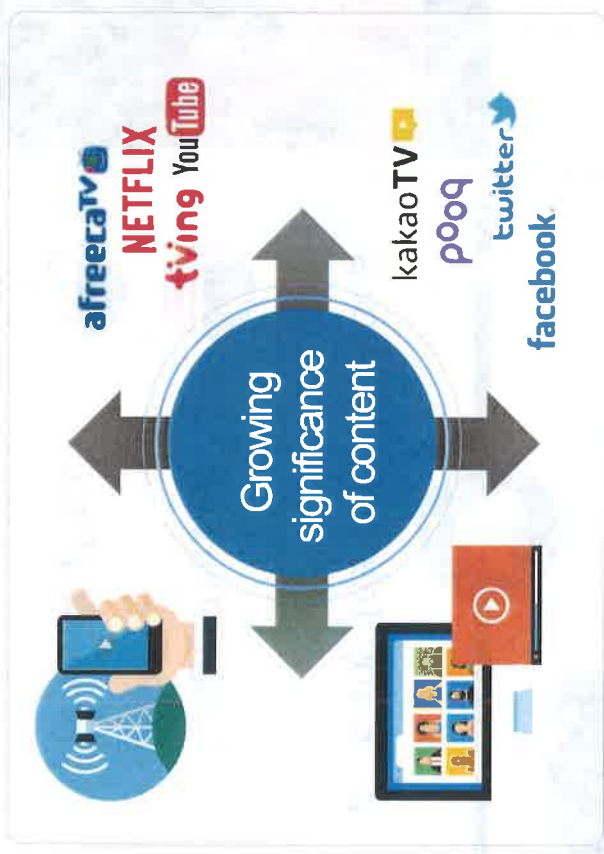 afreecaTV
NETFLIX
tving YouTube
Growing
significance
of content
kakaoTV
pooq
twitter
facebook